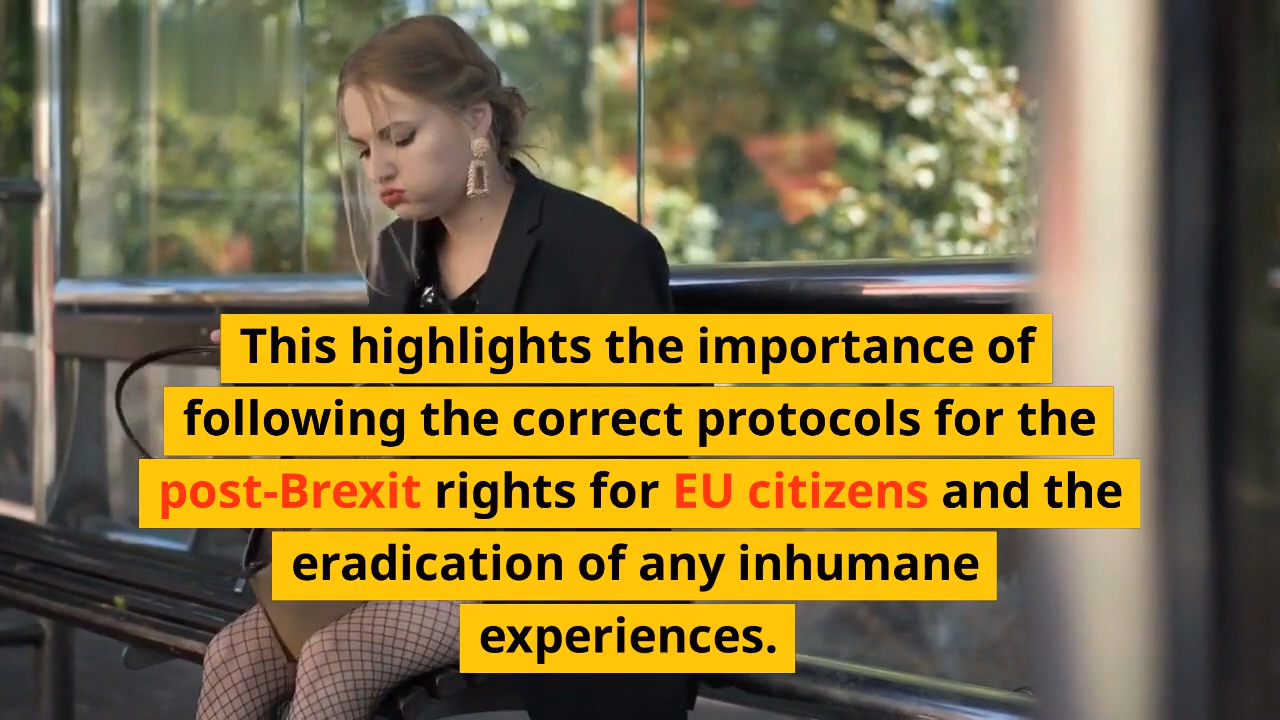 This highlights the importance of
following the correct protocols for the
post-Brexit rights for EU citizens and the
eradication of any inhumane
experiences.